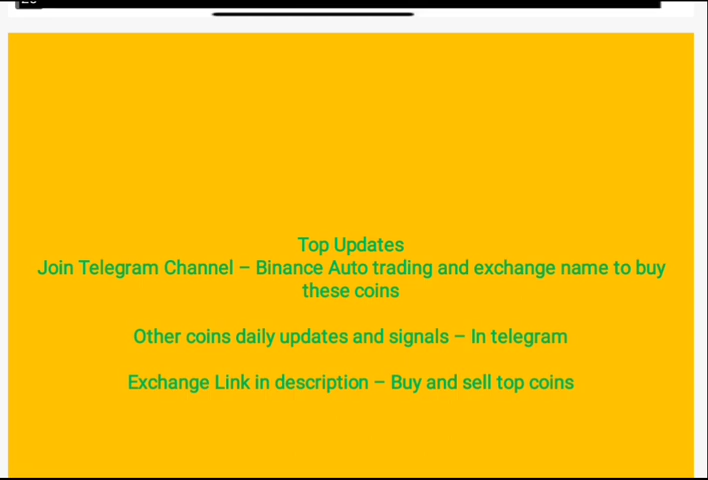 Top Updates
Join Telegram Channel – Binance Auto trading and exchange name to buy
these coins
Other coins daily updates and signals – In telegram
Exchange Link in description – Buy and sell top coins